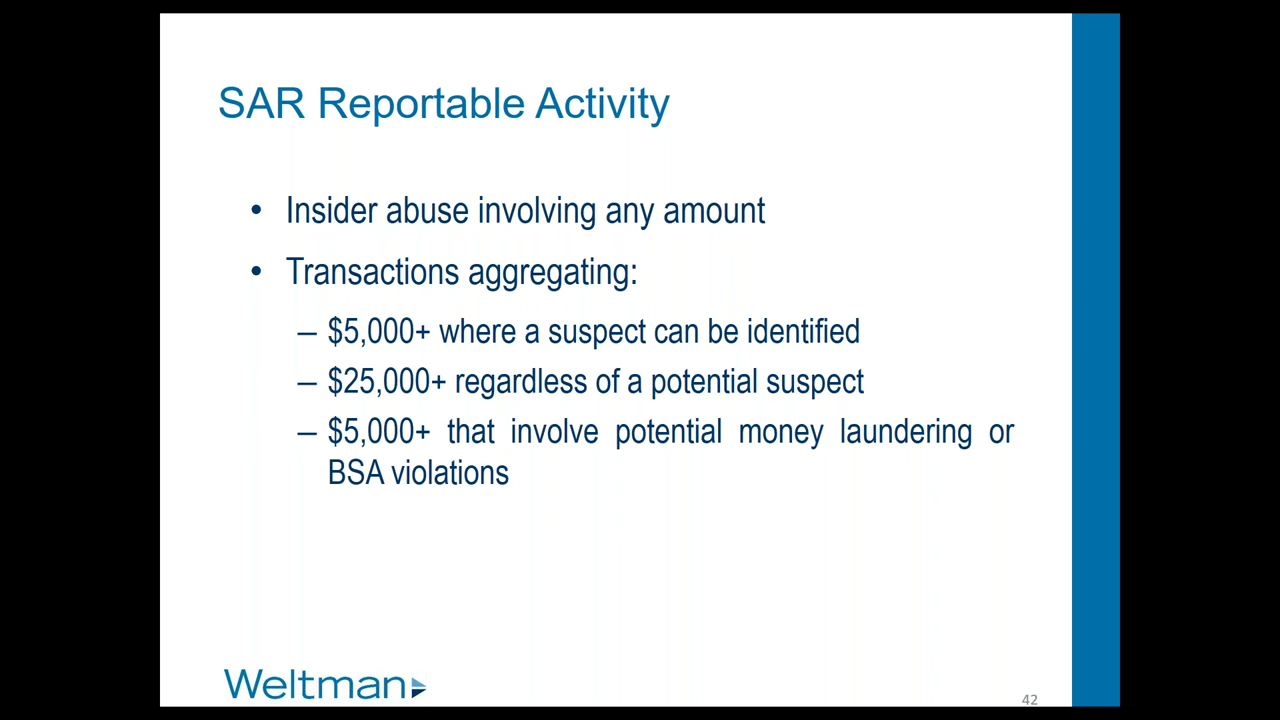 SAR Reportable Activity
• Insider abuse involving any amount
• Transactions aggregating:
– $5,000+ where a suspect can be identified
– $25,000+ regardless of a potential suspect
– $5,000+ that involve potential money laundering or
BSA violations
Weltman
42